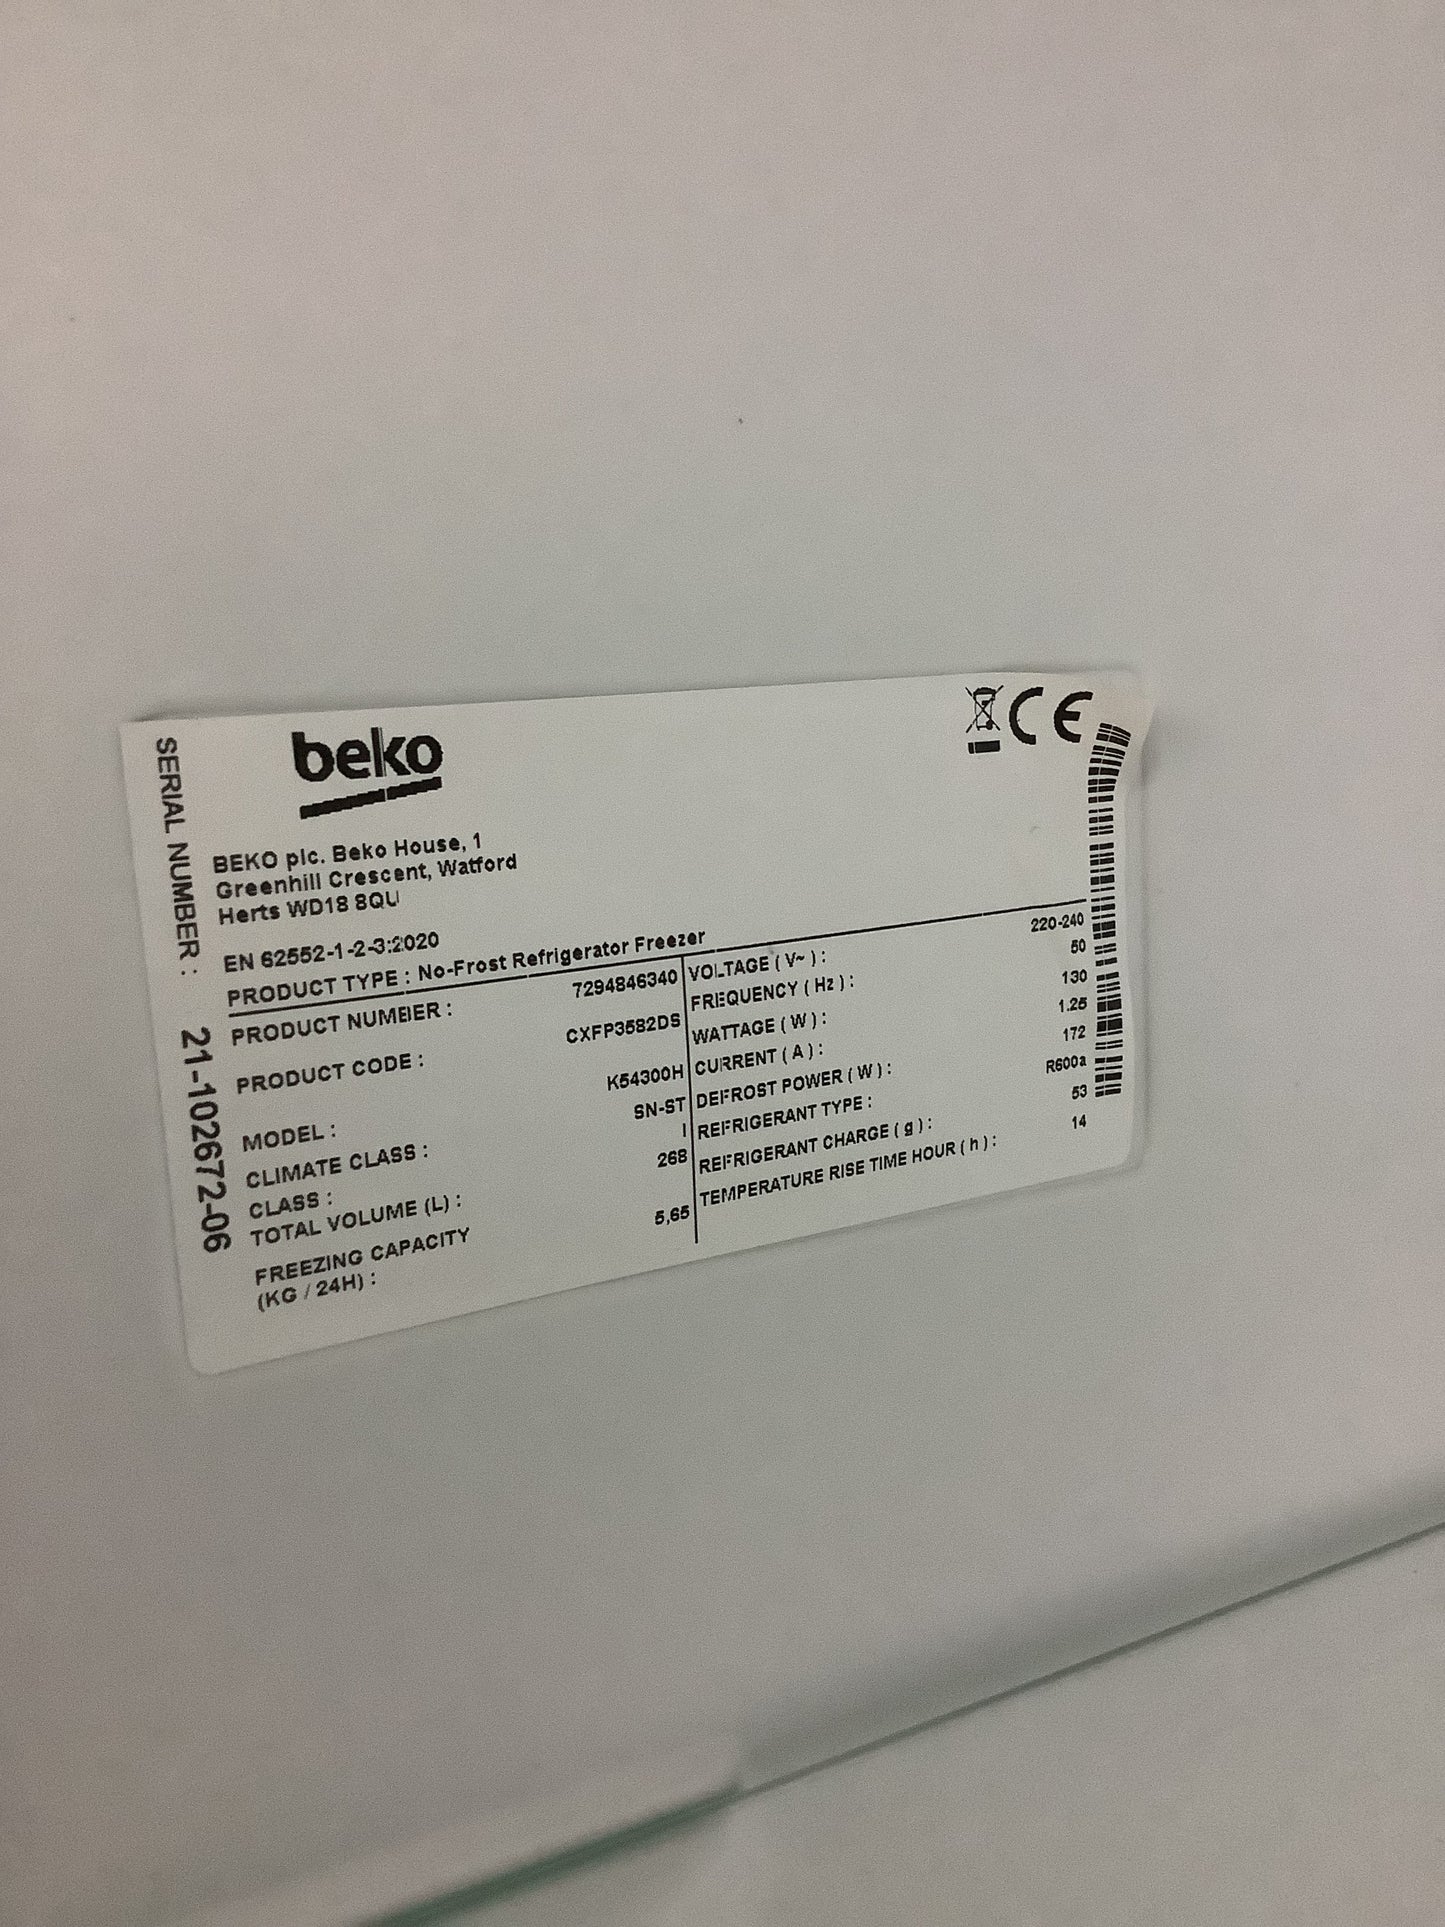 beko
SERIAL NUMBER : 21-102672-06
BEKO plc. Beko House, 1
Greenhill Crescent, Watford
Herts WD18 8QU
EN 62552-1-2-3:2020
PRODUCT TYPE : No-Frost Refrigerator Freezer
PRODUCT NUMBER : 7294846340
PRODUCT CODE : CXFP3582DS
MODEL : K54300H
CLIMATE CLASS : SN-ST
CLASS : I
TOTAL VOLUME (L) : 268
FREEZING CAPACITY
(KG / 24H) : 5,65
VOLTAGE ( V~ ) : 220-240
FREQUENCY ( Hz ) : 50
WATTAGE ( W ) : 130
CURRENT ( A ) : 1.25
DEFROST POWER ( W ) : 172
REFRIGERANT TYPE : R600a
REFRIGERANT CHARGE ( g ) : 53
TEMPERATURE RISE TIME HOUR ( h ) : 14
CE